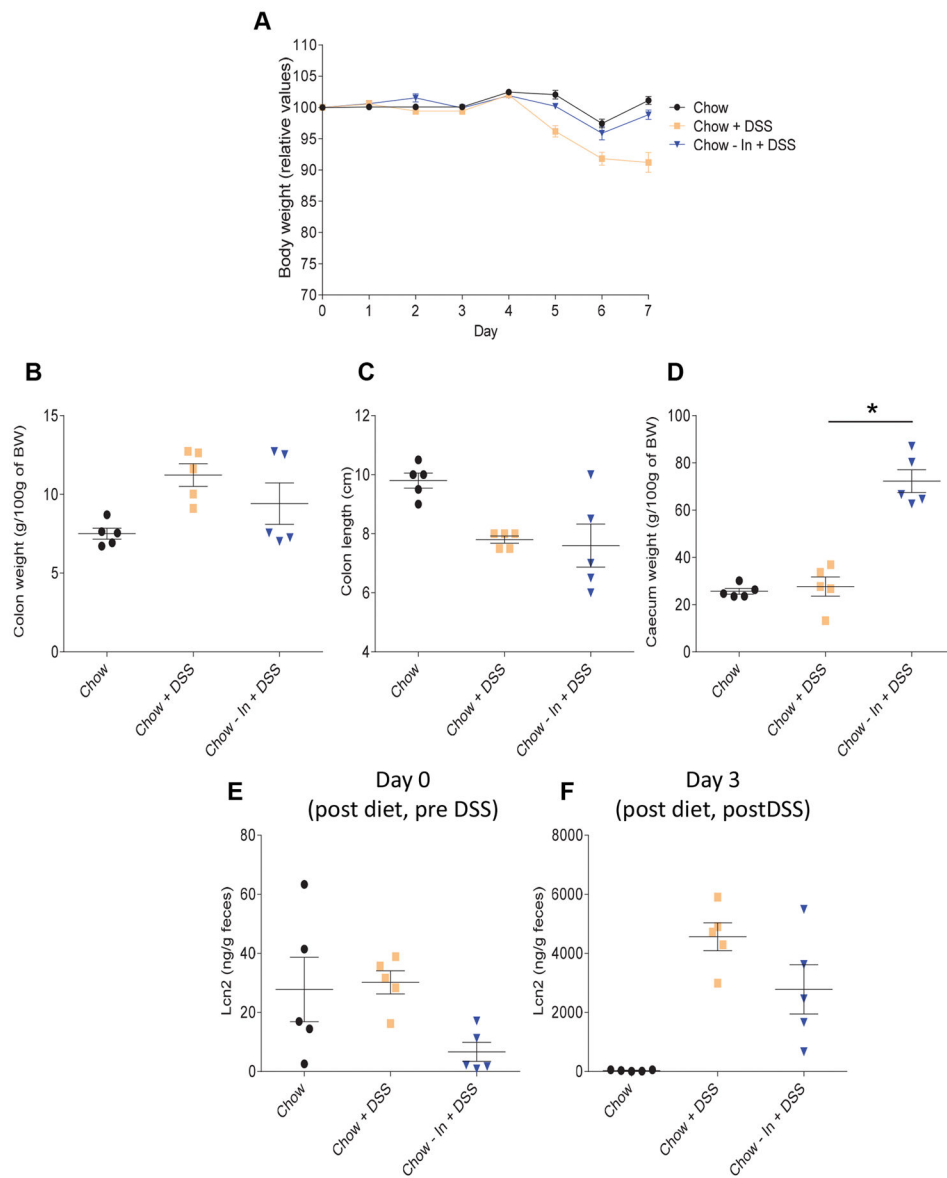 A
110
105
100
95
90
85
80
75
70
Body weight (relative values)
0 1 2 3 4 5 6 7
Day
Chow
Chow + DSS
Chow - In + DSS
B
15
10
5
0
Colon weight (g/100g of BW)
Chow
Chow + DSS
Chow - In + DSS
C
12
10
8
6
4
Colon length (cm)
Chow
Chow + DSS
Chow - In + DSS
D
100
80
60
40
20
0
Caecum weight (g/100g of BW)
*
Chow
Chow + DSS
Chow - In + DSS
E
Day 0
(post diet, pre DSS)
80
60
40
20
0
Lcn2 (ng/g feces)
Chow
Chow + DSS
Chow - In + DSS
F
Day 3
(post diet, postDSS)
8000
6000
4000
2000
0
Lcn2 (ng/g feces)
Chow
Chow + DSS
Chow - In + DSS